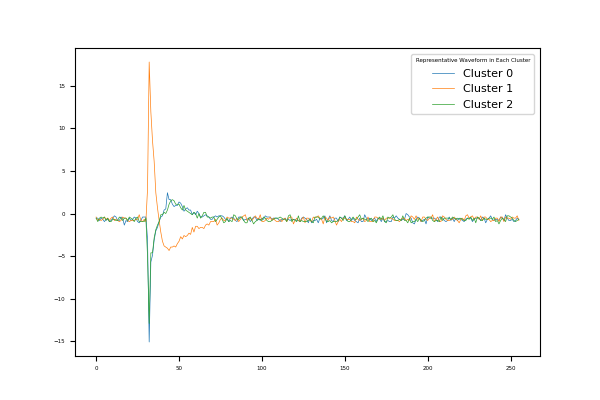 Representative Waveform in Each Cluster
Cluster 0
Cluster 1
Cluster 2
15
10
5
0
−5
−10
−15
0 50 100 150 200 250